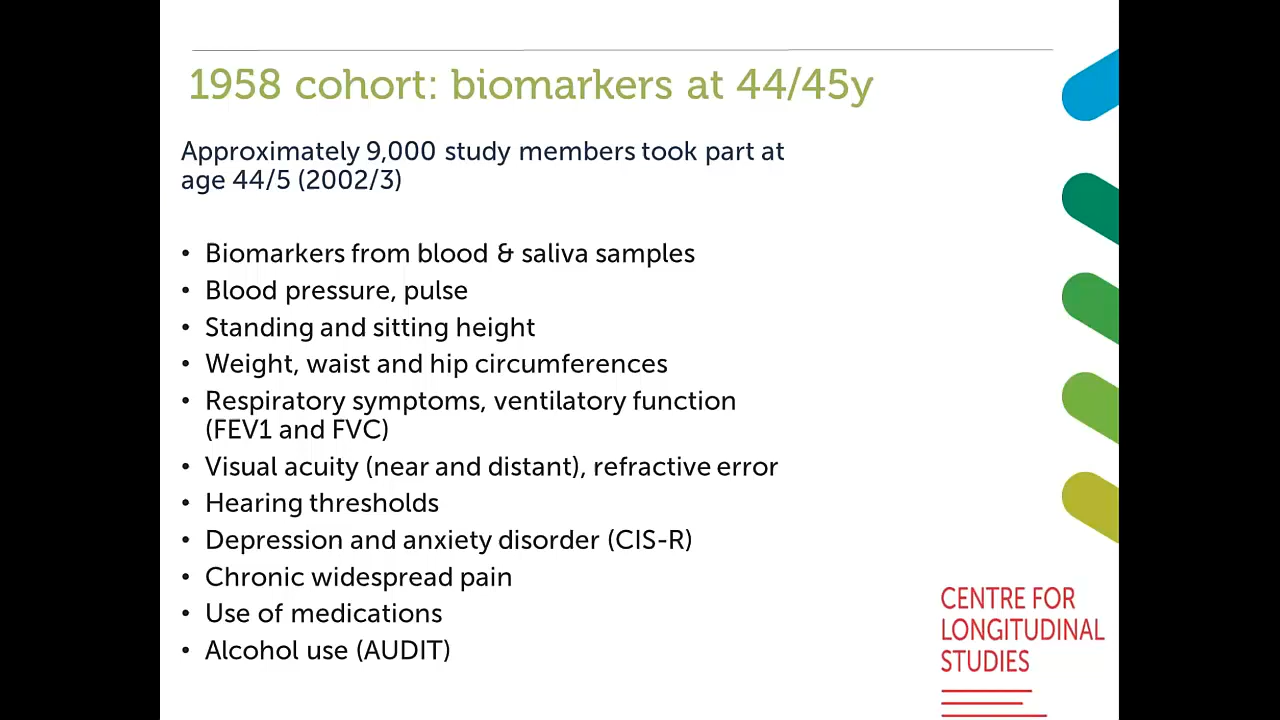 1958 cohort: biomarkers at 44/45y
Approximately 9,000 study members took part at
age 44/5 (2002/3)
• Biomarkers from blood & saliva samples
• Blood pressure, pulse
• Standing and sitting height
• Weight, waist and hip circumferences
• Respiratory symptoms, ventilatory function
(FEV1 and FVC)
• Visual acuity (near and distant), refractive error
• Hearing thresholds
• Depression and anxiety disorder (CIS-R)
• Chronic widespread pain
• Use of medications
• Alcohol use (AUDIT)
CENTRE FOR
LONGITUDINAL
STUDIES